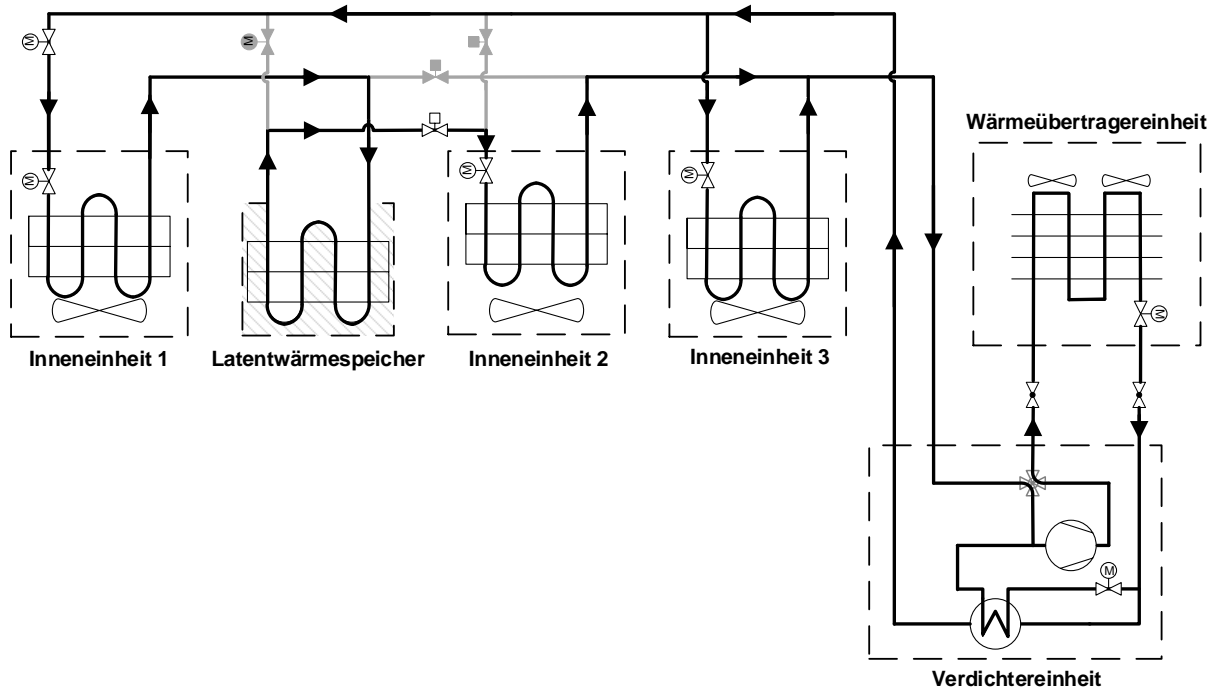 M
M
M
Wärmeübertragereinheit
M
M
M
M
Inneneinheit 1
Latentwärmespeicher
Inneneinheit 2
Inneneinheit 3
M
Verdichtereinheit